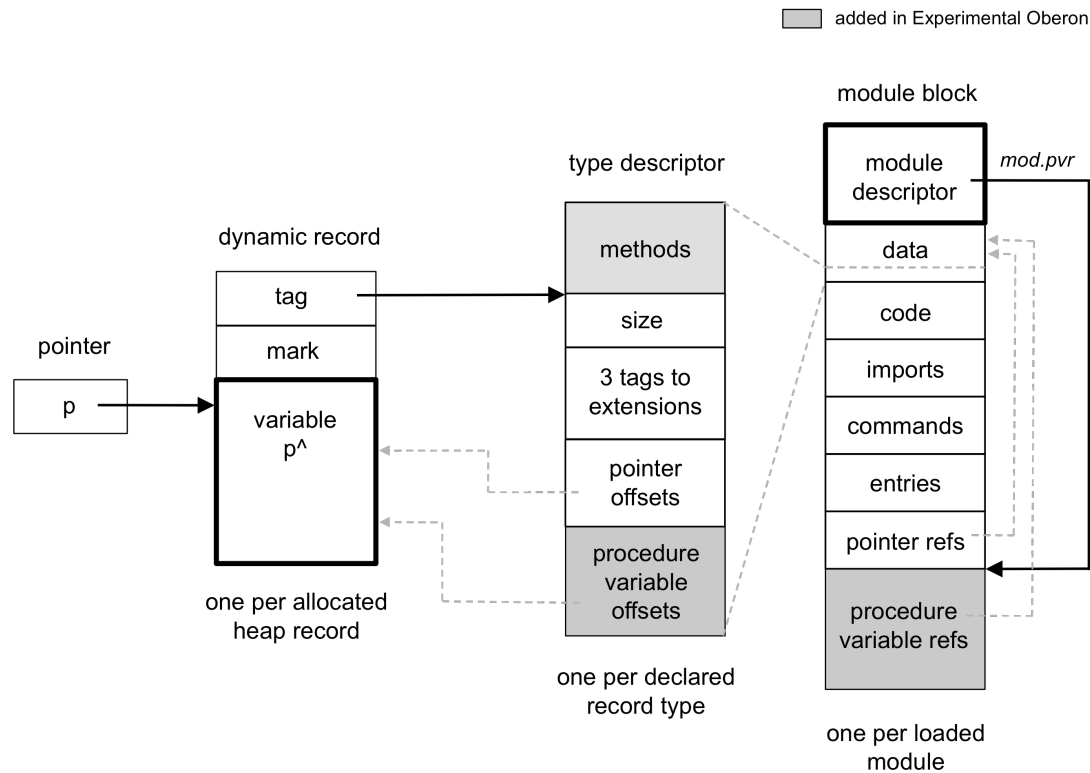 added in Experimental Oberon
module block
module
descriptor
mod.pvr
type descriptor
methods
data
dynamic record
tag
size
code
mark
pointer
p
3 tags to
extensions
imports
variable
p^
commands
pointer
offsets
entries
pointer refs
procedure
variable
offsets
procedure
variable refs
one per allocated
heap record
one per declared
record type
one per loaded
module